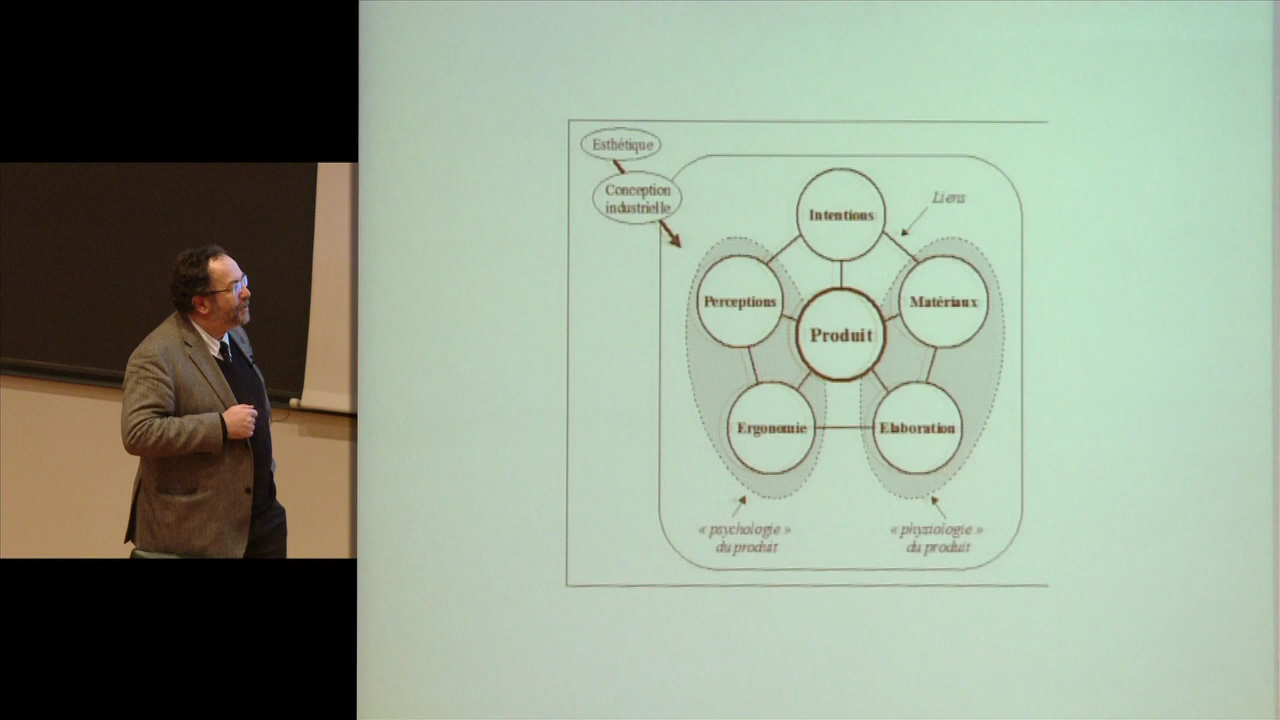 Esthétique
Conception
industrielle
Intentions
Liens
Perceptions
Matériaux
Produit
Ergonomie
Elaboration
« psychologie »
du produit
« physiologie »
du produit